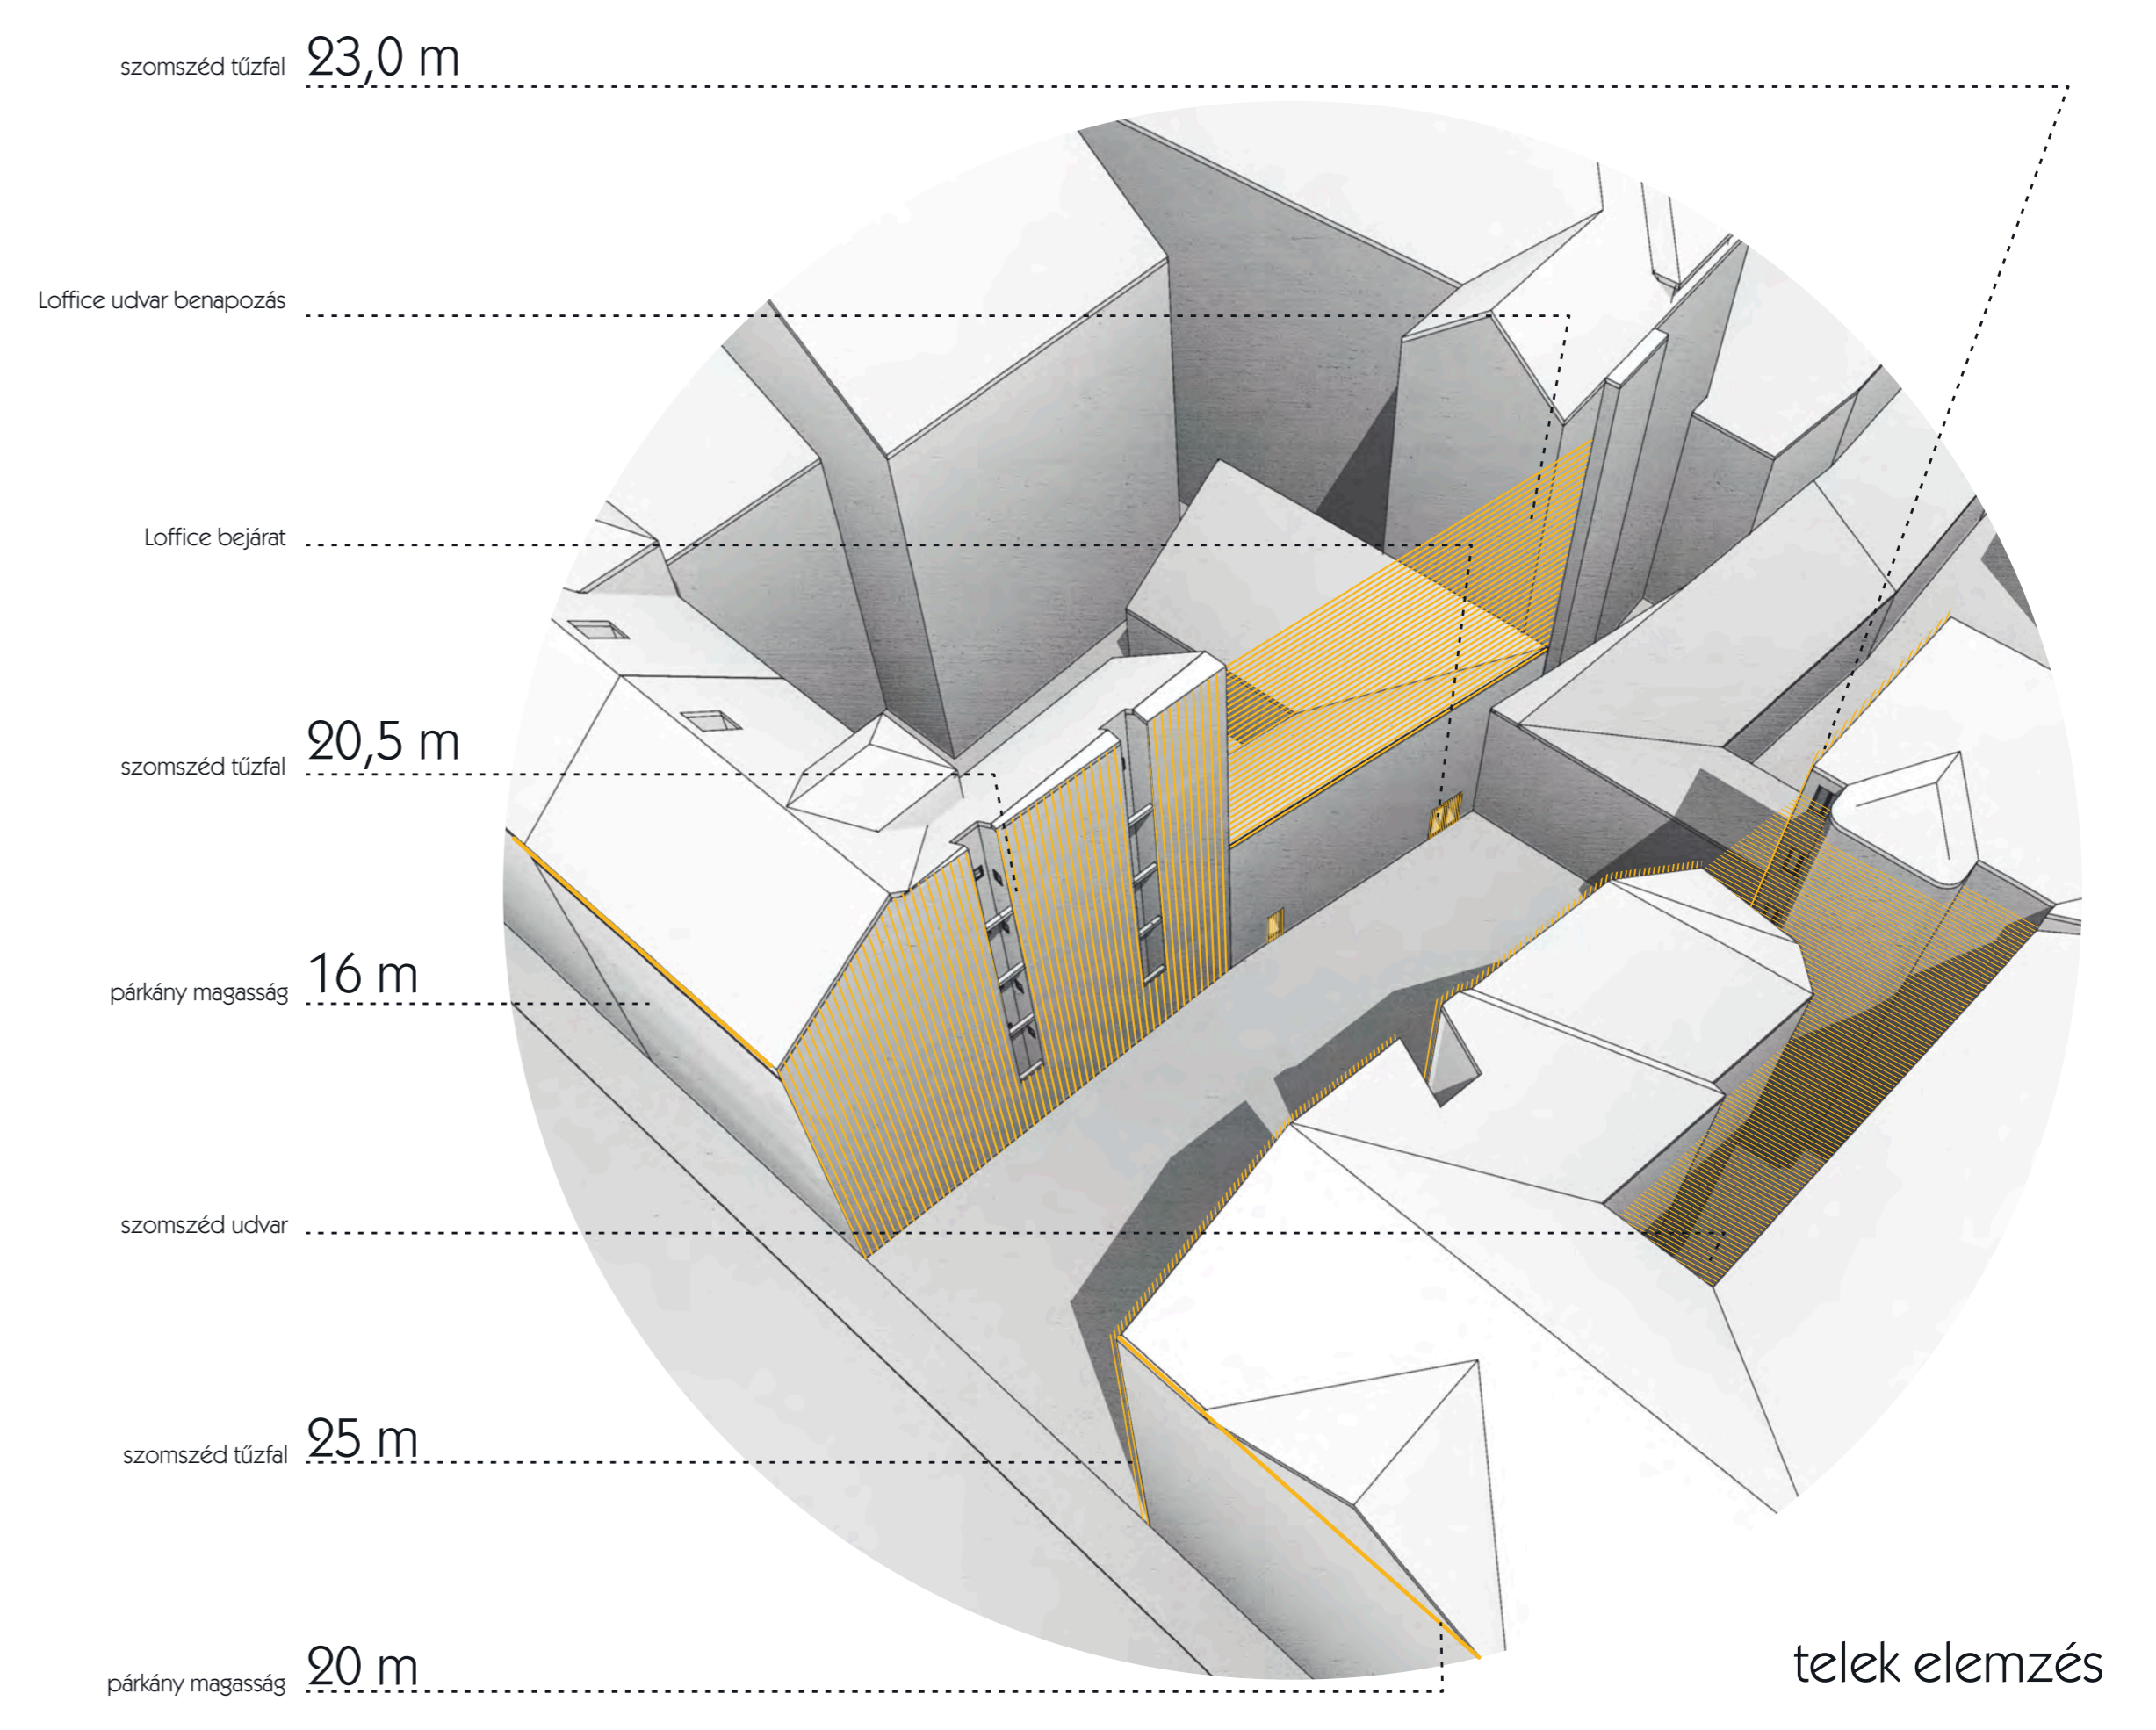 szomszéd tűzfal 23,0 m
Loffice udvar benapozás
Loffice bejárat
szomszéd tűzfal 20,5 m
párkány magasság 16 m
szomszéd udvar
szomszéd tűzfal 25 m
párkány magasság 20 m
telek elemzés